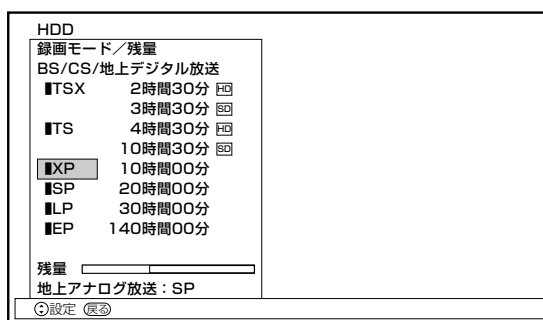 HDD
録画モード／残量
BS/CS/地上デジタル放送
▮TSX 2時間30分 HD
3時間30分 SD
▮TS 4時間30分 HD
10時間30分 SD
▮XP 10時間00分
▮SP 20時間00分
▮LP 30時間00分
▮EP 140時間00分
残量
地上アナログ放送：SP
設定 戻る